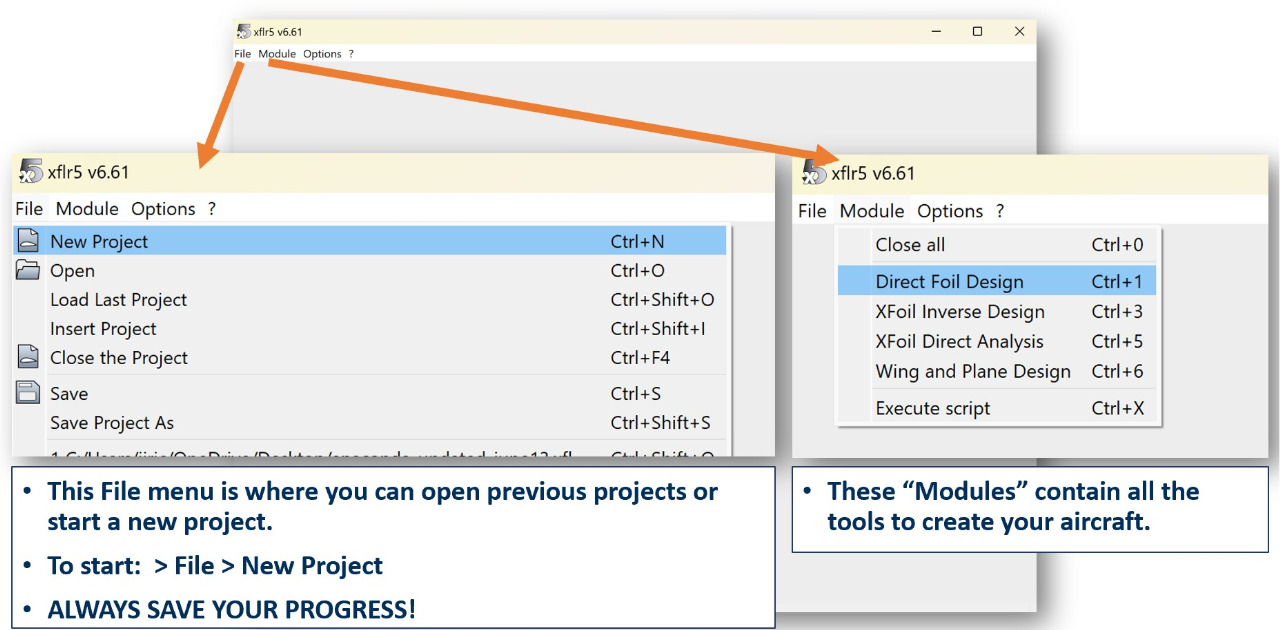 xflr5 v6.61
File Module Options ?
xflr5 v6.61
File Module Options ?
New Project Ctrl+N
Open Ctrl+O
Load Last Project Ctrl+Shift+O
Insert Project Ctrl+Shift+I
Close the Project Ctrl+F4
Save Ctrl+S
Save Project As Ctrl+Shift+S
xflr5 v6.61
File Module Options ?
Close all Ctrl+0
Direct Foil Design Ctrl+1
XFoil Inverse Design Ctrl+3
XFoil Direct Analysis Ctrl+5
Wing and Plane Design Ctrl+6
Execute script Ctrl+X
• This File menu is where you can open previous projects or
start a new project.
• To start: > File > New Project
• ALWAYS SAVE YOUR PROGRESS!
• These “Modules” contain all the
tools to create your aircraft.